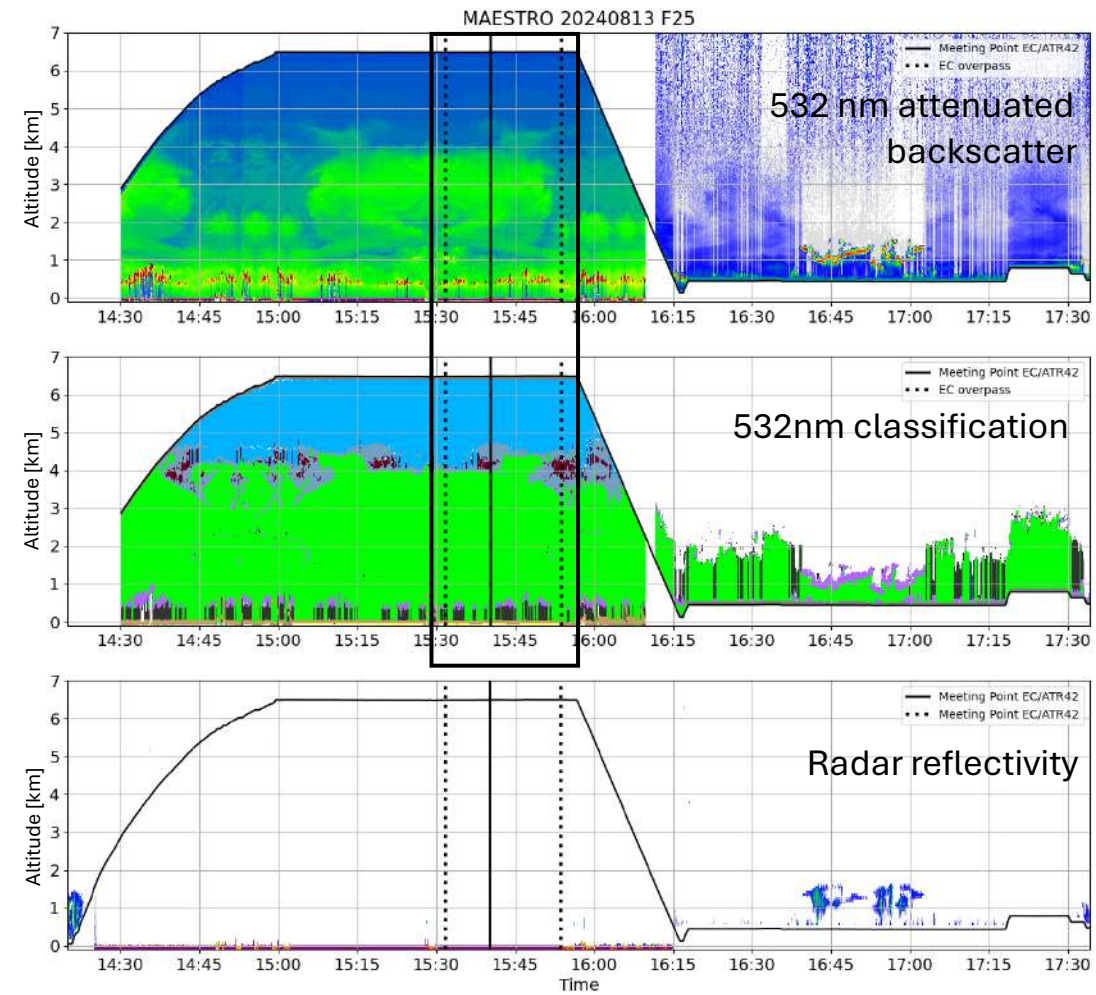 MAESTRO 20240813 F25
7
6
5
4
3
2
1
0
Altitude [km]
Meeting Point EC/ATR42
EC overpass
532 nm attenuated
backscatter
14:30 14:45 15:00 15:15 15:30 15:45 16:00 16:15 16:30 16:45 17:00 17:15 17:30
7
6
5
4
3
2
1
0
Altitude [km]
Meeting Point EC/ATR42
EC overpass
532nm classification
14:30 14:45 15:00 15:15 15:30 15:45 16:00 16:15 16:30 16:45 17:00 17:15 17:30
7
6
5
4
3
2
1
0
Altitude [km]
Meeting Point EC/ATR42
Meeting Point EC/ATR42
Radar reflectivity
14:30 14:45 15:00 15:15 15:30 15:45 16:00 16:15 16:30 16:45 17:00 17:15 17:30
Time